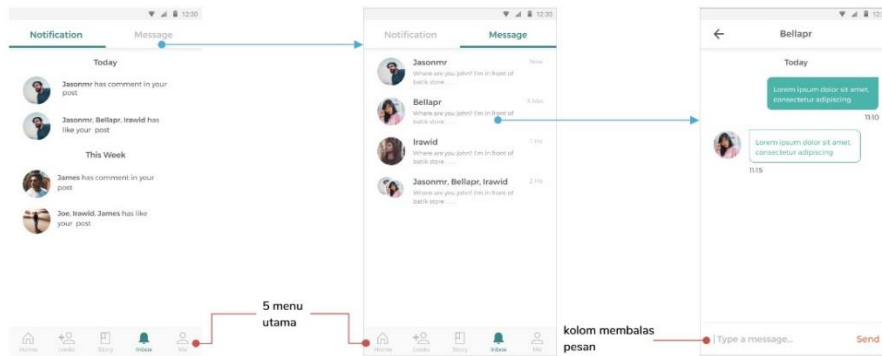 12:30
Notification Message
Today
Jasonmr has comment in your
post
Jasonmr, Bellapr, Irawid has
like your post
This Week
James has comment in your
post
Joe, Irawid, James has like
your post
Home Looks Story Inbox Me
5 menu
utama
12:30
Notification Message
Jasonmr Now
Where are you john? I'm in front of
batik store . . . .
Bellapr 5 Min
Where are you john? I'm in front of
batik store . . . .
Irawid 1 Hs
Where are you john? I'm in front of
batik store . . . .
Jasonmr, Bellapr, Irawid 2 Hs
Where are you john? I'm in front of
batik store . . . .
Home Looks Story Inbox Me
kolom membalas
pesan
Bellapr
Today
Lorem ipsum dolor sit amet,
consectetur adipiscing
11.10
Lorem ipsum dolor sit amet,
consectetur adipiscing
11.15
Type a message... Send